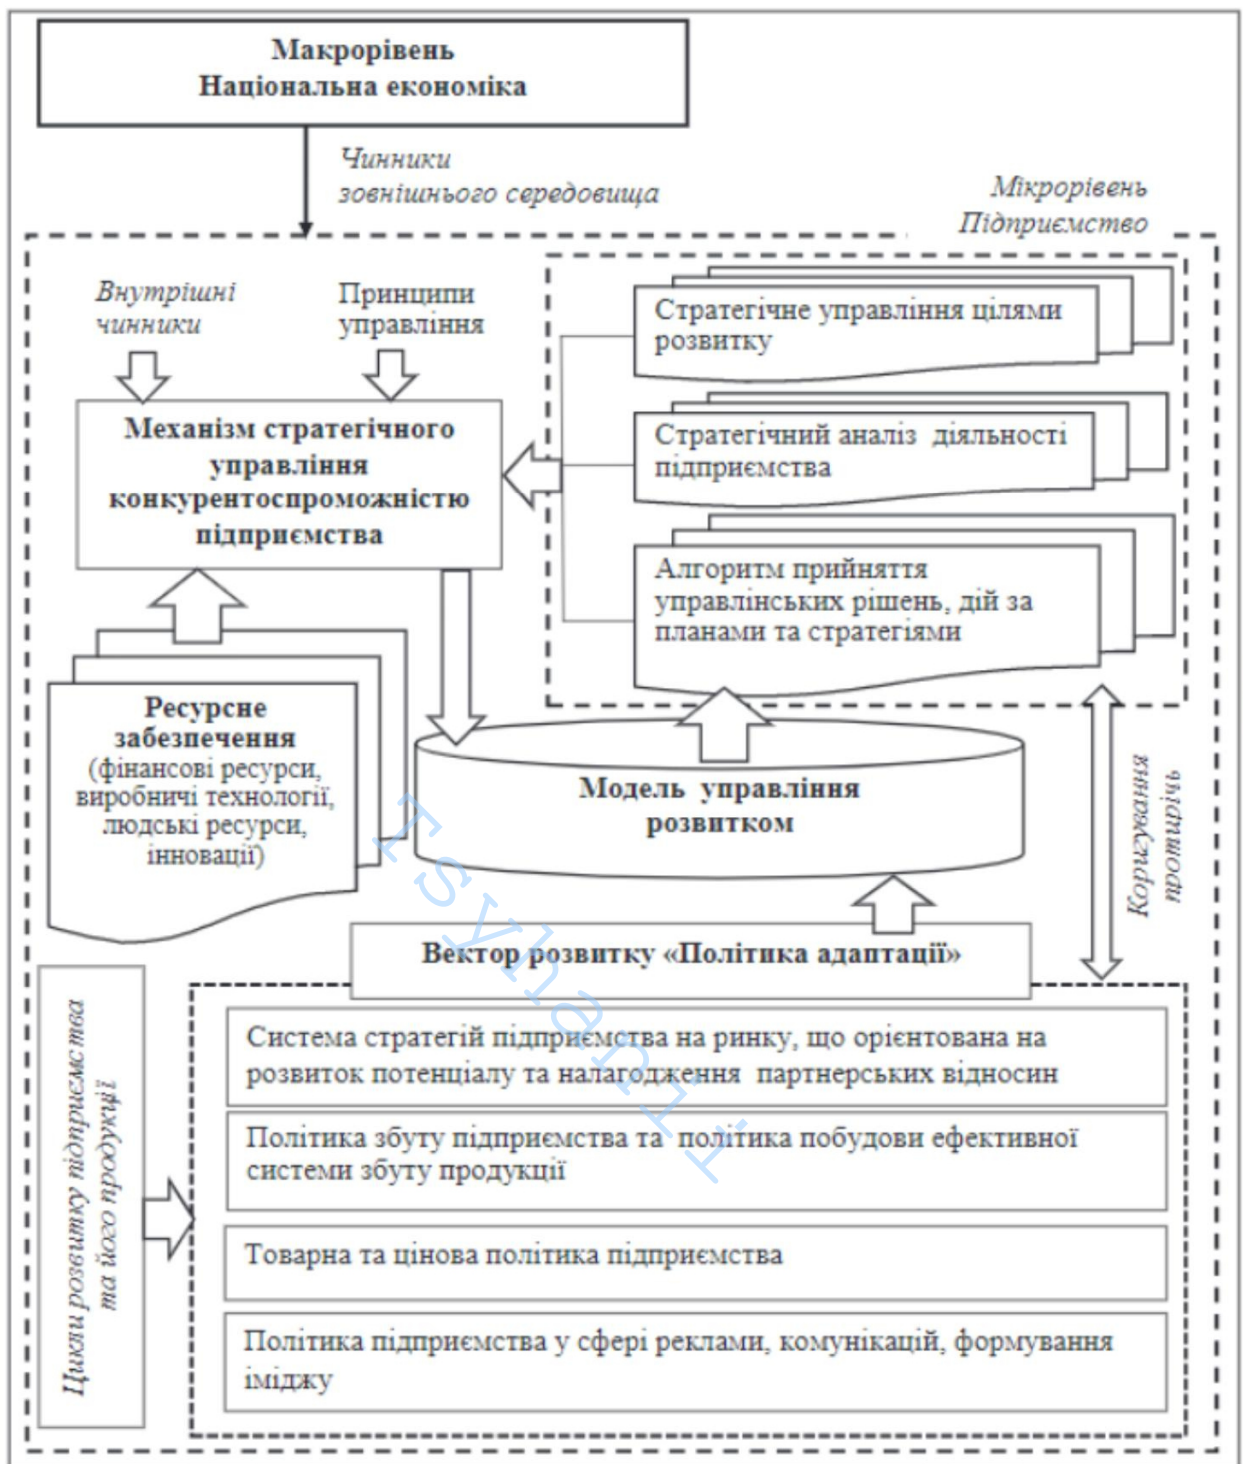 Макрорівень
Національна економіка
Чинники
зовнішнього середовища
Мікрорівень
Підприємство
Внутрішні
чинники
Принципи
управління
Стратегічне управління цілями
розвитку
Механізм стратегічного
управління
конкурентоспроможністю
підприємства
Стратегічний аналіз діяльності
підприємства
Алгоритм прийняття
управлінських рішень, дій за
планами та стратегіями
Ресурсне
забезпечення
(фінансові ресурси,
виробничі технології,
людські ресурси,
інновації)
Модель управління
розвитком
Коригування
протиріч
Вектор розвитку «Політика адаптації»
Цикли розвитку підприємства
та його продукції
Система стратегій підприємства на ринку, що орієнтована на
розвиток потенціалу та налагодження партнерських відносин
Політика збуту підприємства та політика побудови ефективної
системи збуту продукції
Товарна та цінова політика підприємства
Політика підприємства у сфері реклами, комунікацій, формування
іміджу